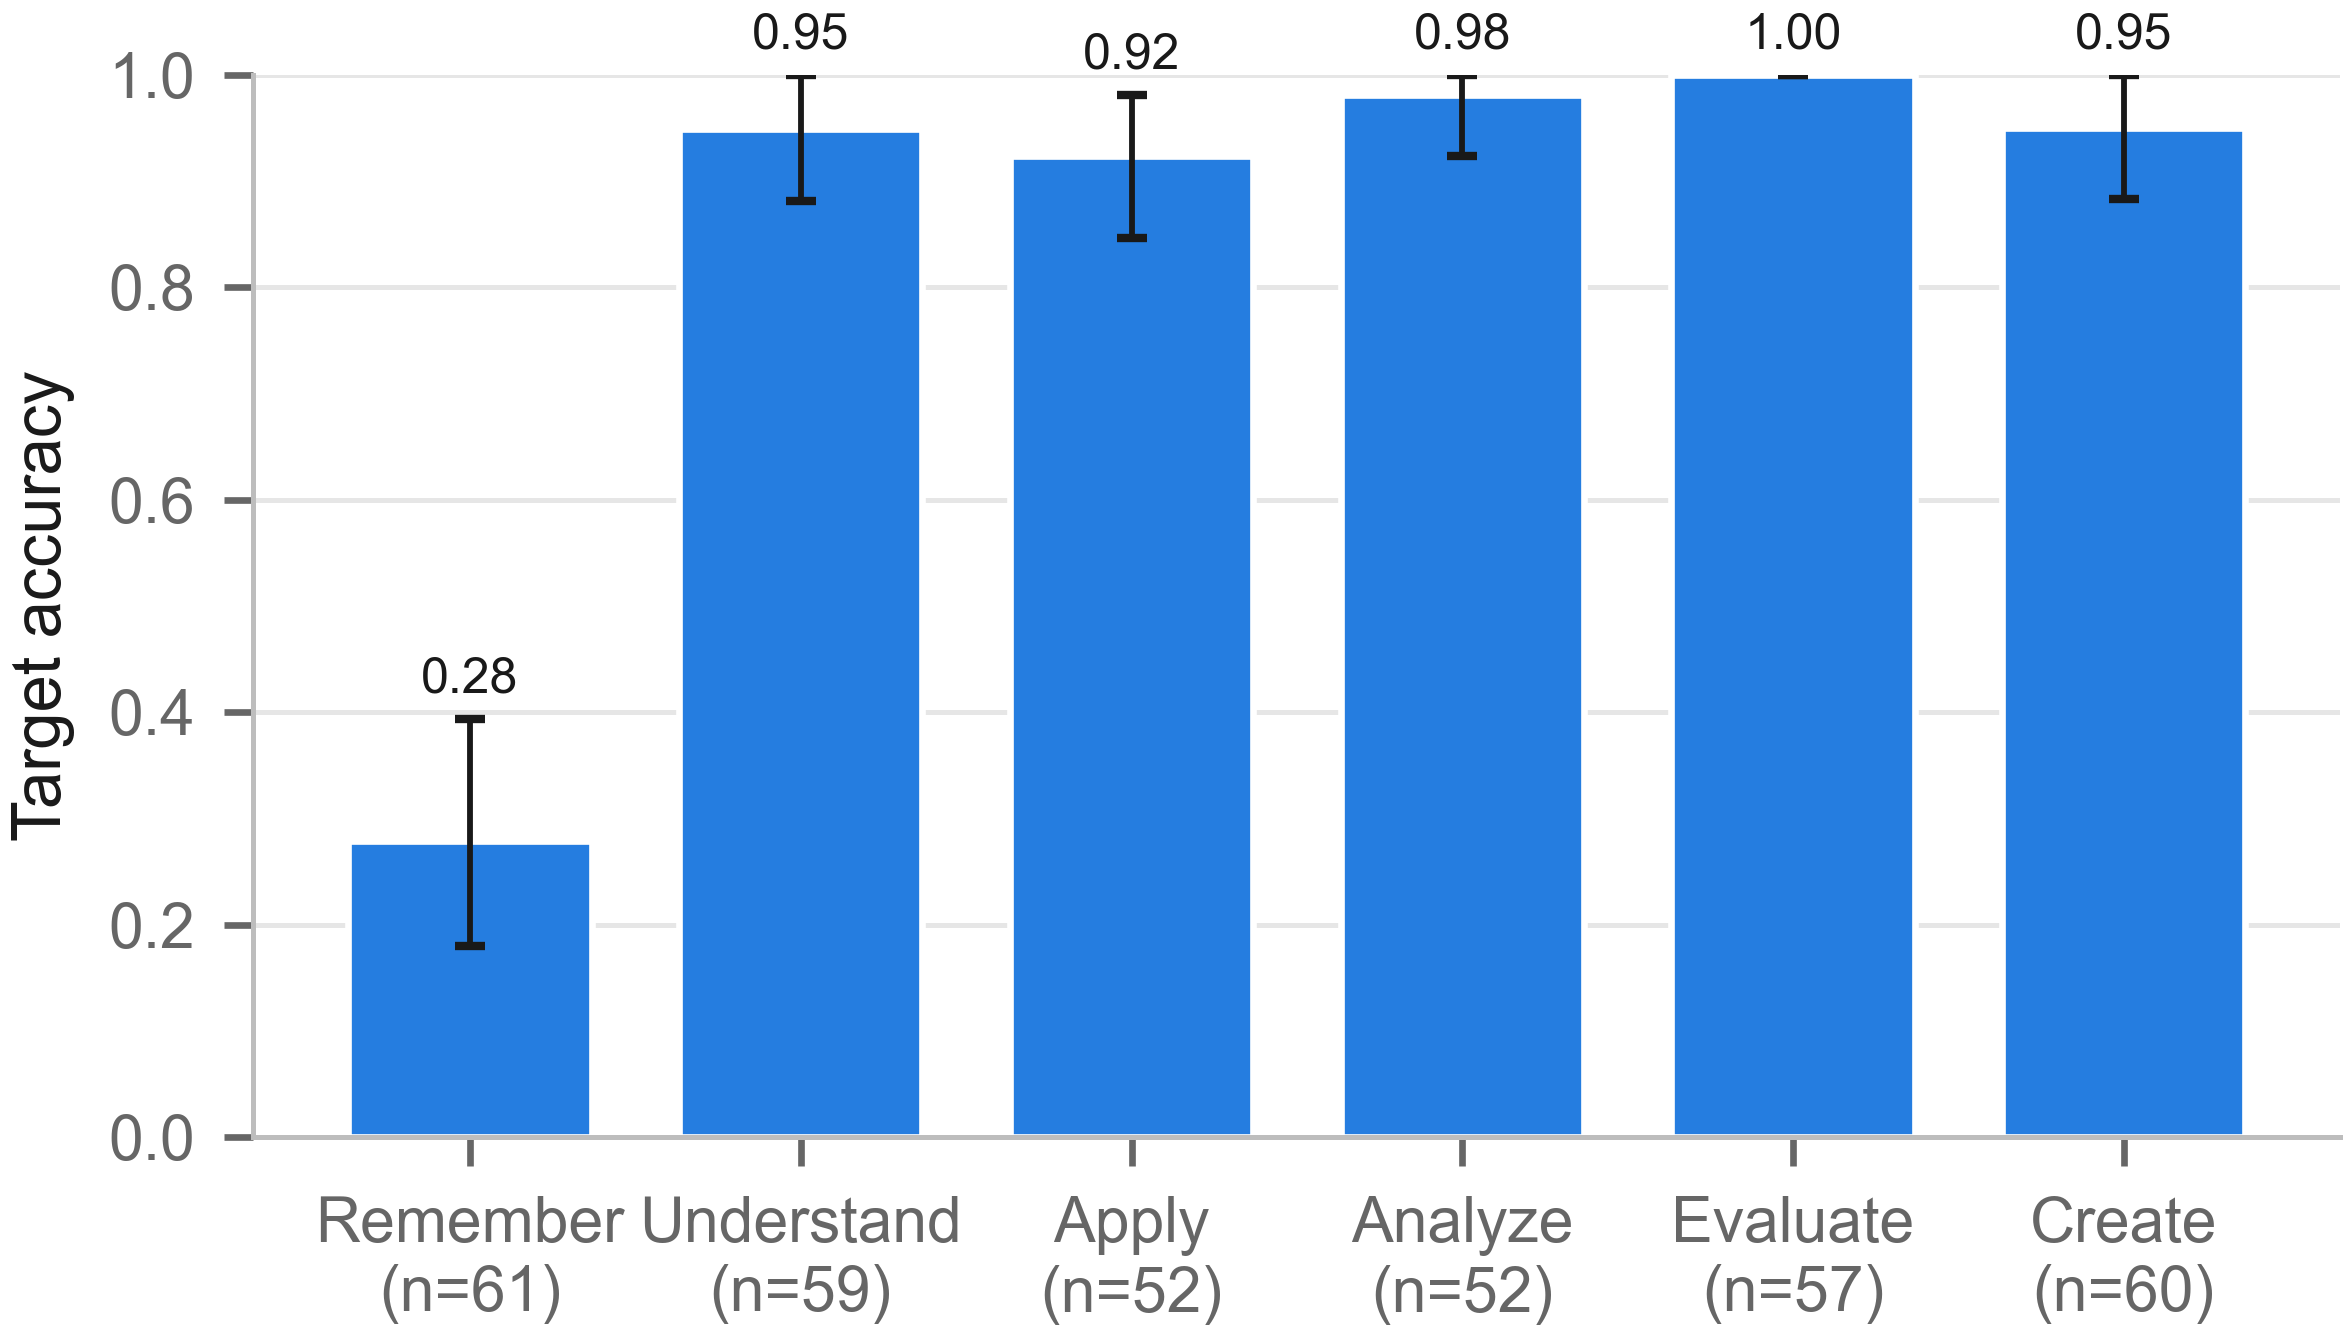 0.95
0.92
0.98
1.00
0.95
0.28
1.0
0.8
0.6
0.4
0.2
0.0
Target accuracy
Remember
(n=61)
Understand
(n=59)
Apply
(n=52)
Analyze
(n=52)
Evaluate
(n=57)
Create
(n=60)